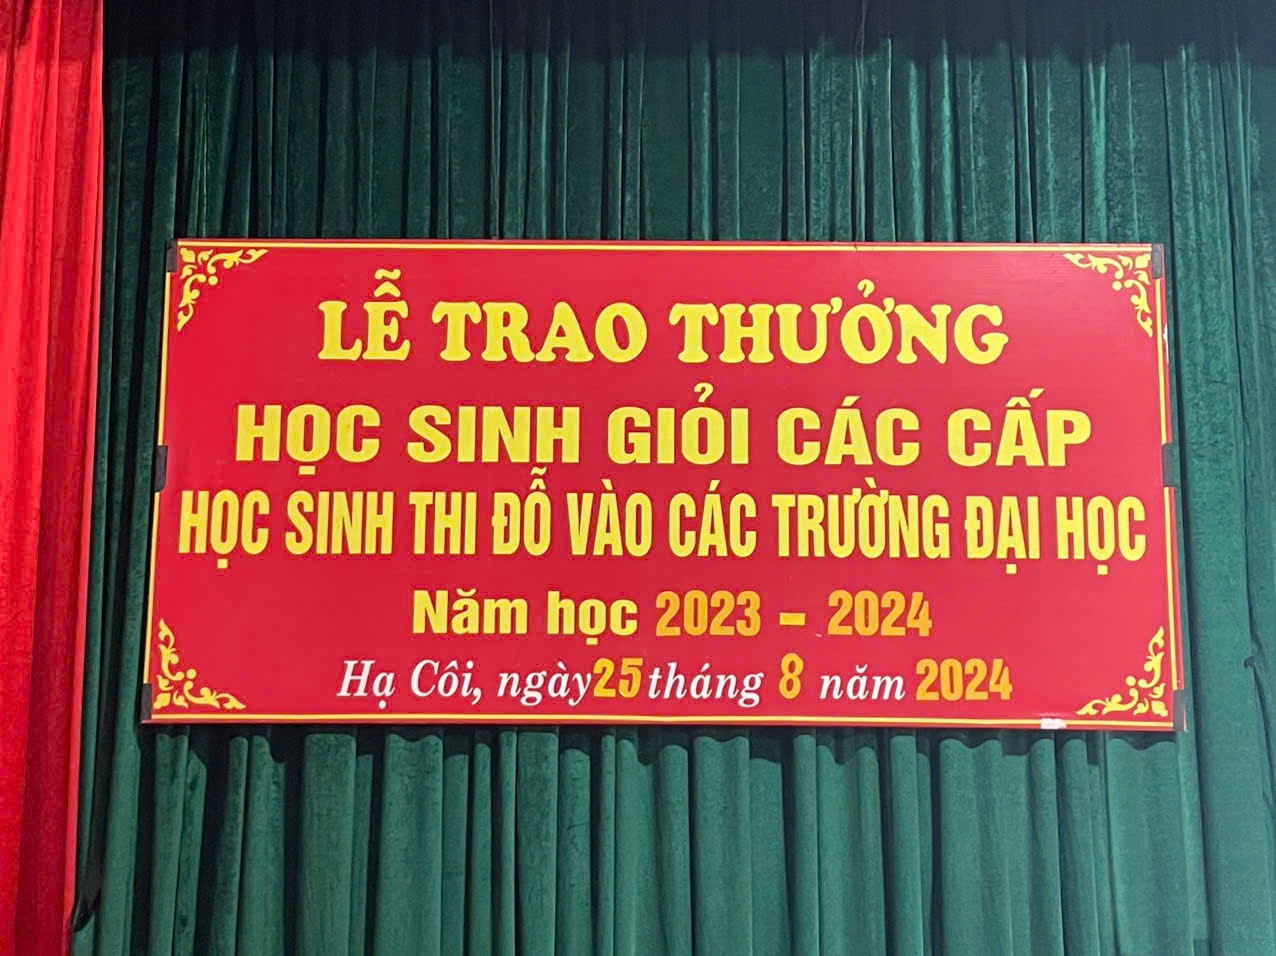 LỄ TRAO THƯỞNG
HỌC SINH GIỎI CÁC CẤP
HỌC SINH THI ĐỖ VÀO CÁC TRƯỜNG ĐẠI HỌC
Năm học 2023 - 2024
Hạ Côi, ngày 25 tháng 8 năm 2024